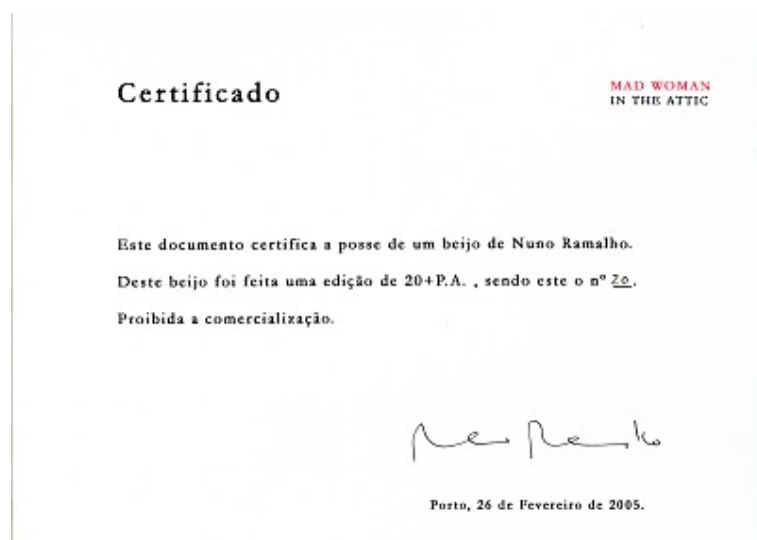 Certificado
MAD WOMAN
IN THE ATTIC
Este documento certifica a posse de um beijo de Nuno Ramalho.
Deste beijo foi feita uma edição de 20+P.A. , sendo este o nº 20.
Proibida a comercialização.
Porto, 26 de Fevereiro de 2005.